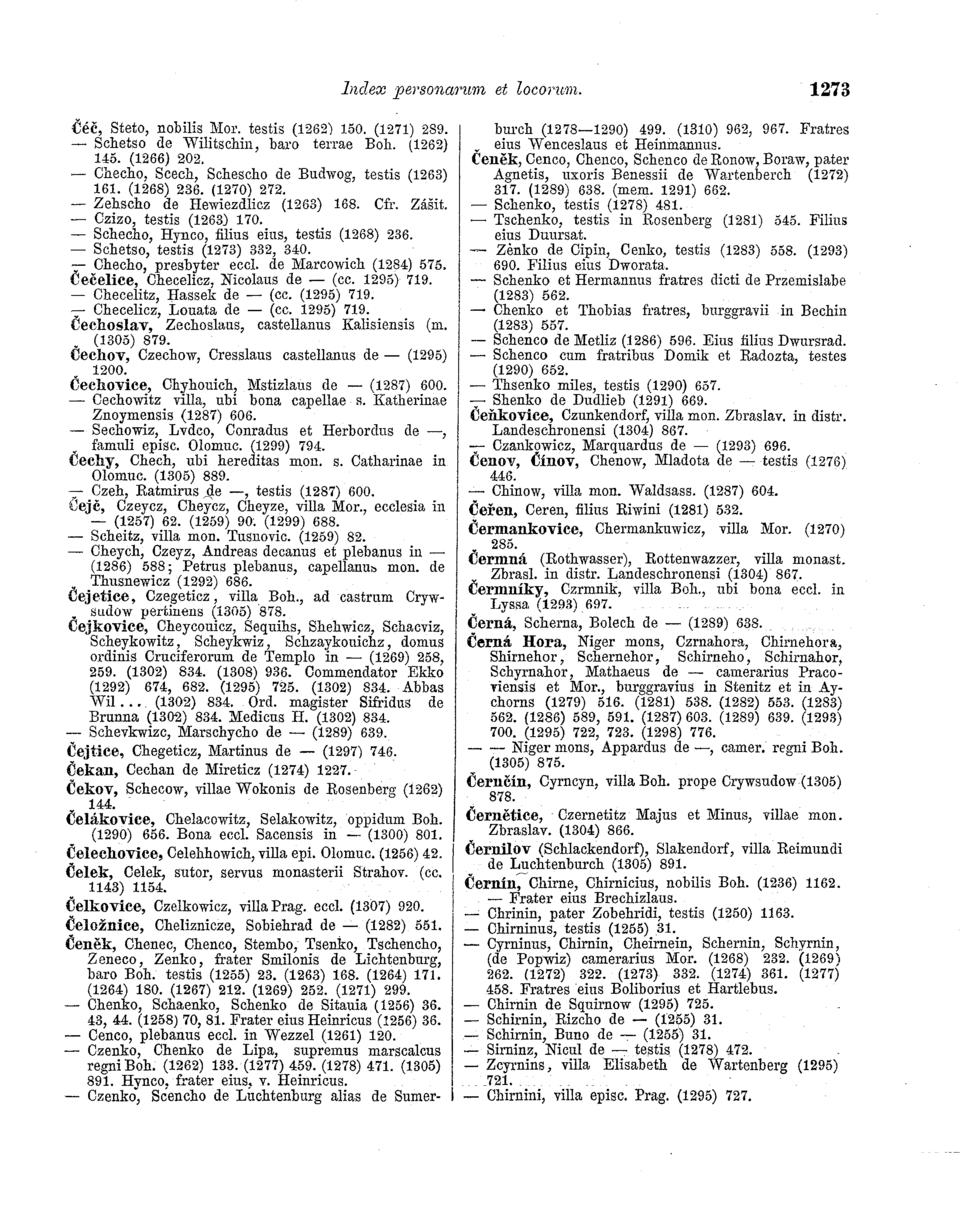 Index personarum et locorum. 1273
Čéč, Steto, nobilis Mor. testis (1262) 150. (1271) 289.
— Schetso de Wilitschin, baro terrae Boh. (1262)
145. (1266) 202.
— Checho, Scech, Schescho de Budwog, testis (1263)
161. (1268) 236. (1270) 272.
— Zehscho de Hewiezdlicz (1263) 168. Cfr. Zášit.
— Czizo, testis (1263) 170.
— Schecho, Hynco, filius eius, testis (1268) 236.
— Schetso, testis (1273) 332, 340.
— Checho, presbyter eccl. de Marcowich (1284) 575.
Čečelice, Checelicz, Nicolaus de — (cc. 1295) 719.
— Checelitz, Hassek de — (cc. 1295) 719.
— Checelicz, Louata de — (cc. 1295) 719.
Čechoslav, Zechoslaus, castellanus Kalisiensis (m.
(1305) 879.
Čechov, Czechow, Cresslaus castellanus de — (1295)
1200.
Čechovice, Chyhouich, Mstizlaus de — (1287) 600.
— Cechowitz villa, ubi bona capellae s. Katherinae
Znoymensis (1287) 606.
— Sechowiz, Lvdco, Conradus et Herbordus de —,
famuli episc. Olomuc. (1299) 794.
Čechy, Chech, ubi hereditas mon. s. Catharinae in
Olomuc. (1305) 889.
— Czeh, Ratmirus de —, testis (1287) 600.
Čejč, Czeycz, Cheycz, Cheyze, villa Mor., ecclesia in
— (1257) 62. (1259) 90. (1299) 688.
— Scheitz, villa mon. Tusnovic. (1259) 82.
— Cheych, Czeyz, Andreas decanus et plebanus in —
(1286) 588; Petrus plebanus, capellanus mon. de
Thusnewicz (1292) 686.
Čejetice, Czegeticz, villa Boh., ad castrum Cryw-
sudow pertinens (1305) 878.
Čejkovice, Cheycouicz, Sequihs, Shehwicz, Schacviz,
Scheykowitz, Scheykwiz, Schzaykouichz, domus
ordinis Cruciferorum de Templo in — (1269) 258,
259. (1302) 834. (1308) 936. Commendator Ekko
(1292) 674, 682. (1295) 725. (1302) 834. Abbas
Wil... (1302) 834. Ord. magister Sifridus de
Brunna (1302) 834. Medicus H. (1302) 834.
— Schevkwizc, Marschycho de — (1289) 639.
Čejtice, Chegeticz, Martinus de — (1297) 746.
Čekan, Cechan de Mireticz (1274) 1227.
Čekov, Schecow, villae Wokonis de Rosenberg (1262)
144.
Čelákovice, Chelacowitz, Selakowitz, oppidum Boh.
(1290) 656. Bona eccl. Sacensis in — (1300) 801.
Čelechovice, Celehhowich, villa epi. Olomuc. (1256) 42.
Čelek, Celek, sutor, servus monasterii Strahov. (cc.
1143) 1154.
Čelkovice, Czelkowicz, villa Prag. eccl. (1307) 920.
Čeložnice, Cheliznicze, Sobiehrad de — (1282) 551.
Čeněk, Chenec, Chenco, Stembo, Tsenko, Tschencho,
Zeneco, Zenko, frater Smilonis de Lichtenburg,
baro Boh. testis (1255) 23. (1263) 168. (1264) 171.
(1264) 180. (1267) 212. (1269) 252. (1271) 299.
— Chenko, Schaenko, Schenko de Sitauia (1256) 36.
43, 44. (1258) 70, 81. Frater eius Heinricus (1256) 36.
— Cenco, plebanus eccl. in Wezzel (1261) 120.
— Czenko, Chenko de Lipa, supremus marscalcus
regni Boh. (1262) 133. (1277) 459. (1278) 471. (1305)
891. Hynco, frater eius, v. Heinricus.
— Czenko, Scencho de Luchtenburg alias de Sumer-
burch (1278—1290) 499. (1310) 962, 967. Fratres
eius Wenceslaus et Heinmannus.
Čeněk, Cenco, Chenco, Schenco de Ronow, Boraw, pater
Agnetis, uxoris Benessii de Wartenberch (1272)
317. (1289) 638. (mem. 1291) 662.
— Schenko, testis (1278) 481.
— Tschenko, testis in Rosenberg (1281) 545. Filius
eius Duursat.
— Zěnko de Cipin, Cenko, testis (1283) 558. (1293)
690. Filius eius Dworata.
— Schenko et Hermannus fratres dicti de Przemislabe
(1283) 562.
— Chenko et Thobias fratres, burggravii in Bechin
(1283) 557.
— Schenco de Metliz (1286) 596. Eius filius Dwursrad.
— Schenco cum fratribus Domik et Radozta, testes
(1290) 652.
— Thsenko miles, testis (1290) 657.
— Shenko de Dudlieb (1291) 669.
Čeňkovice, Czunkendorf, villa mon. Zbraslav. in distr.
Landeschronensi (1304) 867.
— Czankowicz, Marquardus de — (1293) 696.
Čenov, Čínov, Chenow, Mladota de — testis (1276)
446.
— Chinow, villa mon. Waldsass. (1287) 604.
Čeřen, Ceren, filius Riwini (1281) 532.
Čermankovice, Chermankuwicz, villa Mor. (1270)
285.
Čermná (Rothwasser), Rottenwazzer, villa monast.
Zbrasl. in distr. Landeschronensi (1304) 867.
Čermníky, Czrmnik, villa Boh., ubi bona eccl. in
Lyssa (1293) 697.
Černá, Scherna, Bolech de — (1289) 638.
Černá Hora, Niger mons, Czrnahora, Chirnehora,
Shirnehor, Schernehor, Schirneho, Schirnahor,
Schyrnahor, Mathaeus de — camerarius Praco-
viensis et Mor., burggravius in Stenitz et in Ay-
chorns (1279) 516. (1281) 538. (1282) 553. (1283)
562. (1286) 589, 591. (1287) 603. (1289) 639. (1293)
700. (1295) 722, 723. (1298) 776.
— — Niger mons, Appardus de —, camer. regni Boh.
(1305) 875.
Černěín, Cyrncyn, villa Boh. prope Crywsudow (1305)
878.
Černětice, Czernetitz Majus et Minus, villae mon.
Zbraslav. (1304) 866.
Černilov (Schlackendorf), Slakendorf, villa Reimundi
de Luchtenburch (1305) 891.
Černín, Chirne, Chirnicius, nobilis Boh. (1236) 1162.
— Frater eius Brechizlaus.
— Chrinin, pater Zobehridi, testis (1250) 1163.
— Chirninus, testis (1255) 31.
— Cyrninus, Chirnin, Cheirnein, Schernin, Schyrnin,
(de Popwiz) camerarius Mor. (1268) 232. (1269)
262. (1272) 322. (1273) 332. (1274) 361. (1277)
458. Fratres eius Boliborius et Hartlebus.
— Chirnin de Squirnow (1295) 725.
— Schirnin, Rizcho de — (1255) 31.
— Schirnin, Buno de — (1255) 31.
— Sirninz, Nicul de — testis (1278) 472.
— Zcyrnins, villa Elisabeth de Wartenberg (1295)
721.
— Chirnini, villa episc. Prag. (1295) 727.